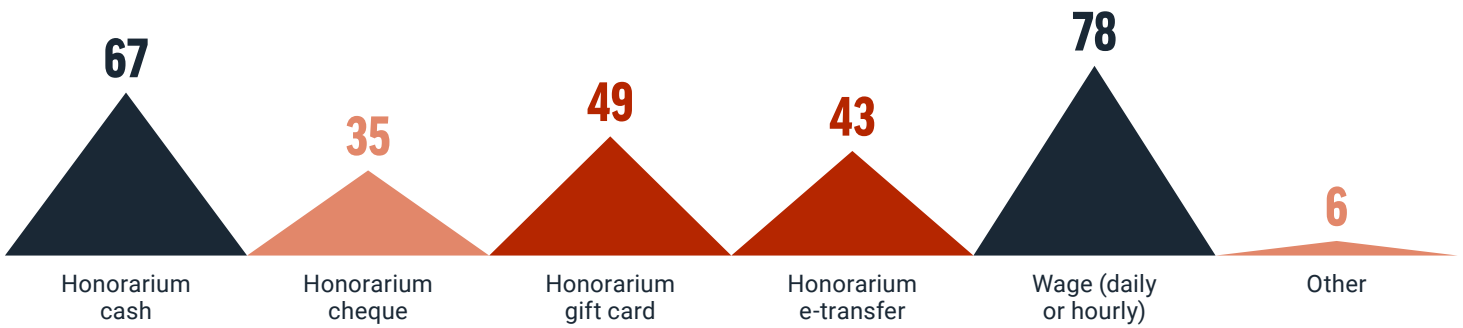 67
35
49
43
78
6
Honorarium
cash
Honorarium
cheque
Honorarium
gift card
Honorarium
e-transfer
Wage (daily
or hourly)
Other